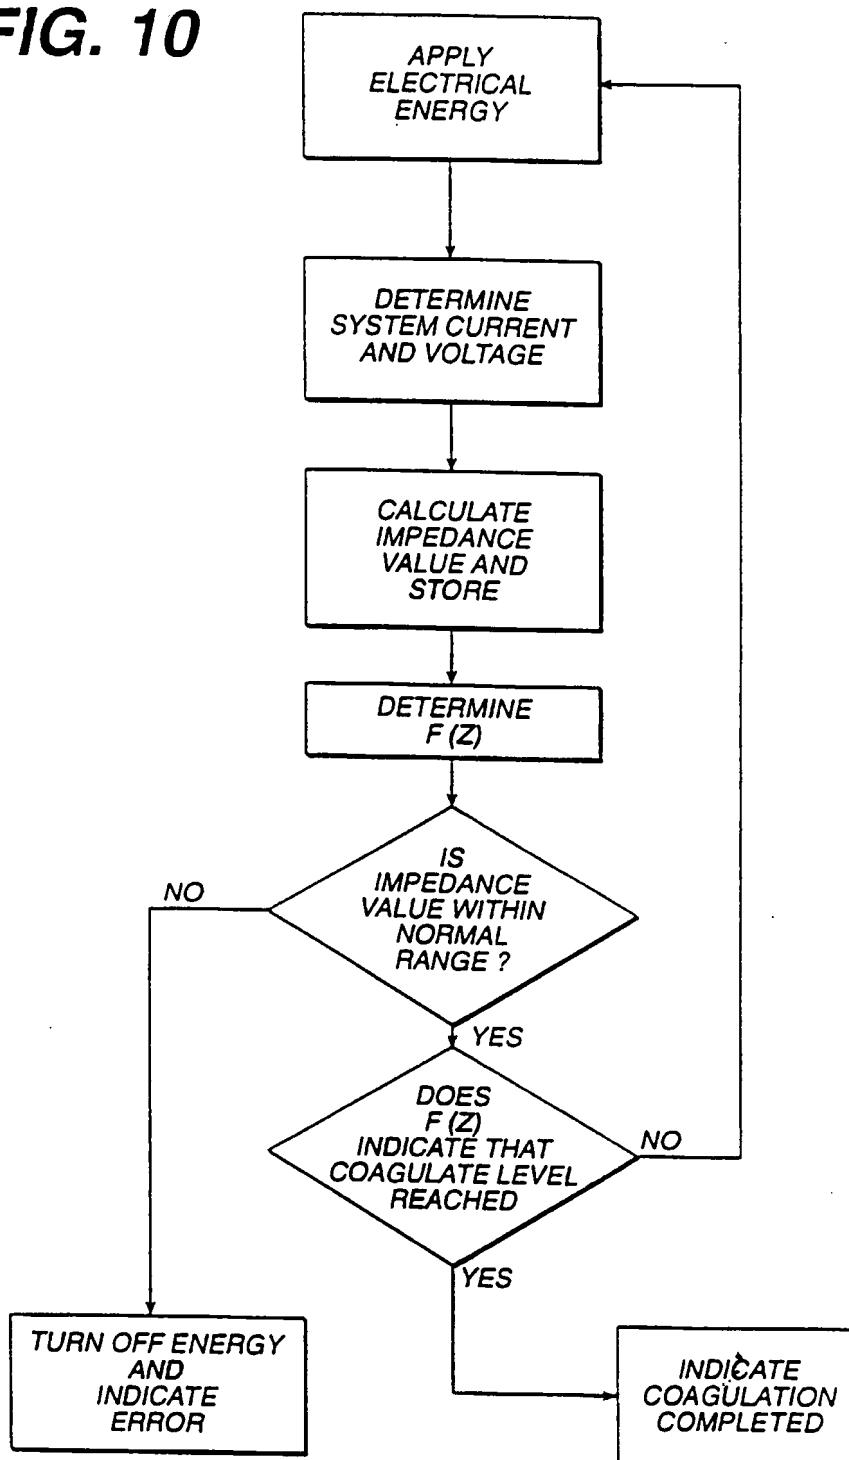 FIG. 10
APPLY
ELECTRICAL
ENERGY
DETERMINE
SYSTEM CURRENT
AND VOLTAGE
CALCULATE
IMPEDANCE
VALUE AND
STORE
DETERMINE
F (Z)
IS
IMPEDANCE
VALUE WITHIN
NORMAL
RANGE ?
NO
YES
DOES
F (Z)
INDICATE THAT
COAGULATE LEVEL
REACHED
NO
YES
TURN OFF ENERGY
AND
INDICATE
ERROR
INDICATE
COAGULATION
COMPLETED